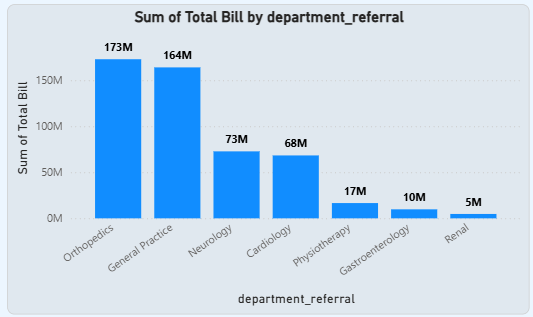 Sum of Total Bill by department_referral
Sum of Total Bill
150M
100M
50M
0M
173M
164M
73M
68M
17M
10M
5M
Orthopedics
General Practice
Neurology
Cardiology
Physiotherapy
Gastroenterology
Renal
department_referral